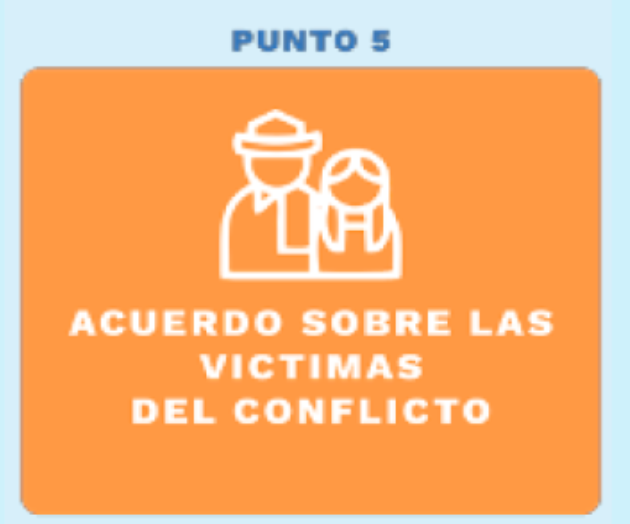 PUNTO 5
ACUERDO SOBRE LAS
VICTIMAS
DEL CONFLICTO